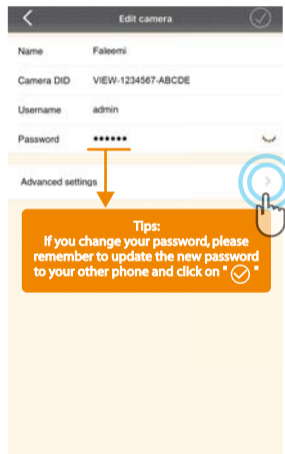 Edit camera
Name Faleemi
Camera DID VIEW-1234567-ABCDE
Username admin
Password ••••••
Advanced settings
Tips:
If you change your password, please
remember to update the new password
to your other phone and click on " "